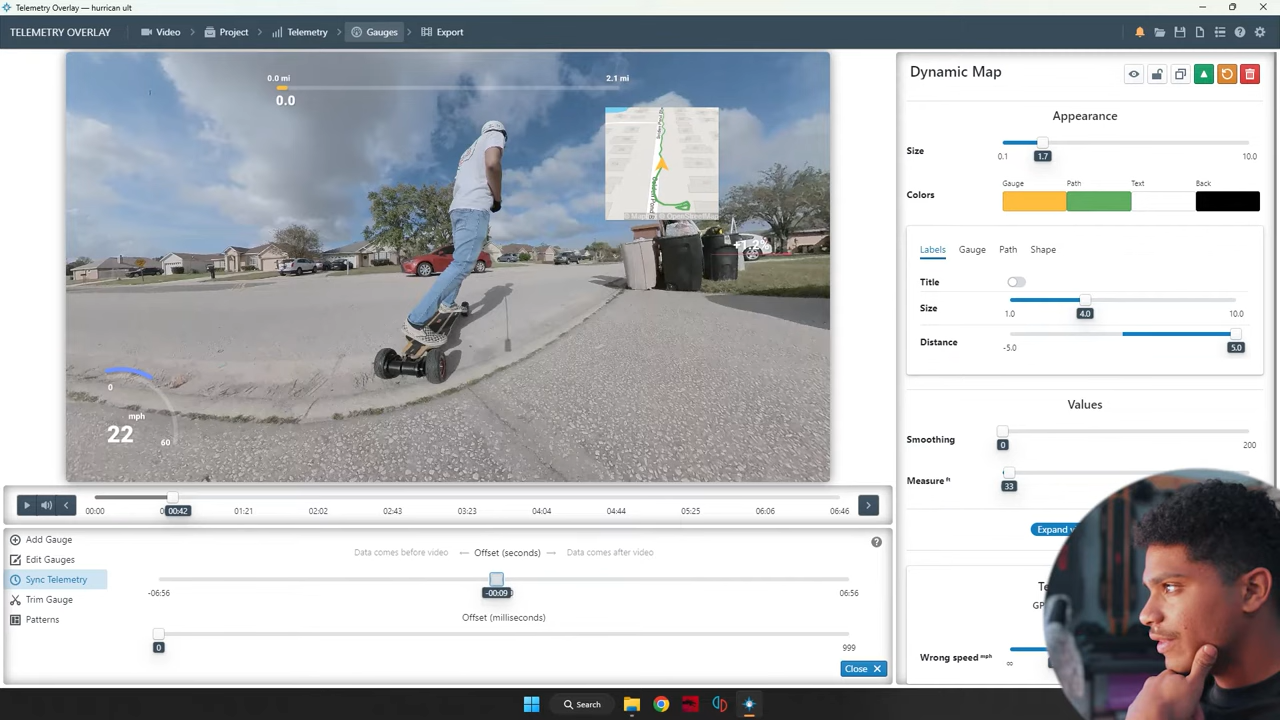 Telemetry Overlay — hurrican ult
TELEMETRY OVERLAY
Video
Project
Telemetry
Gauges
Export
0.0 mi
2.1 mi
0.0
+1.2%
0
mph
22
60
Dynamic Map
Appearance
Size
0.1
1.7
10.0
Gauge
Path
Text
Back
Colors
Labels
Gauge
Path
Shape
Title
Size
1.0
4.0
10.0
Distance
-5.0
5.0
Values
Smoothing
0
200
Measure ft
33
Expand
Wrong speed mph
∞
00:00
00:42
01:21
02:02
02:43
03:23
04:04
04:44
05:25
06:06
06:46
Add Gauge
Edit Gauges
Sync Telemetry
Trim Gauge
Patterns
Data comes before video
Offset (seconds)
Data comes after video
-06:56
-00:09
06:56
Offset (milliseconds)
0
999
Close
Search